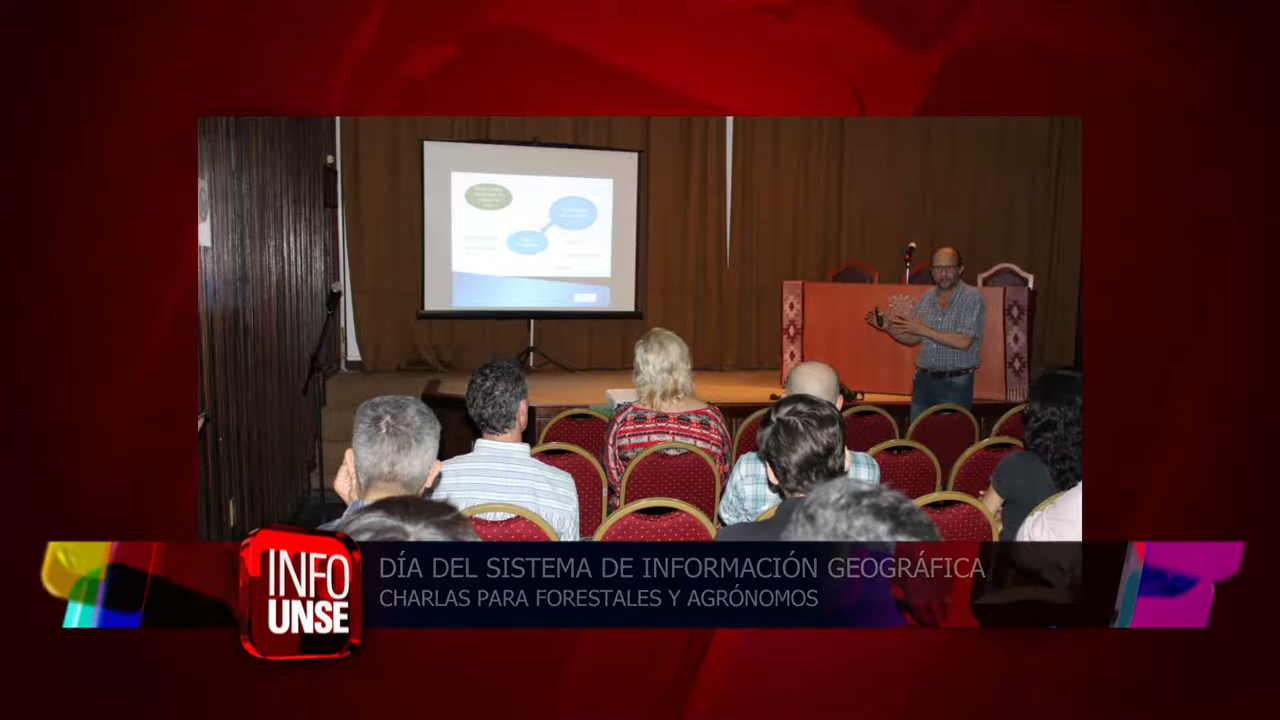 INFO
UNSE
DÍA DEL SISTEMA DE INFORMACIÓN GEOGRÁFICA
CHARLAS PARA FORESTALES Y AGRÓNOMOS